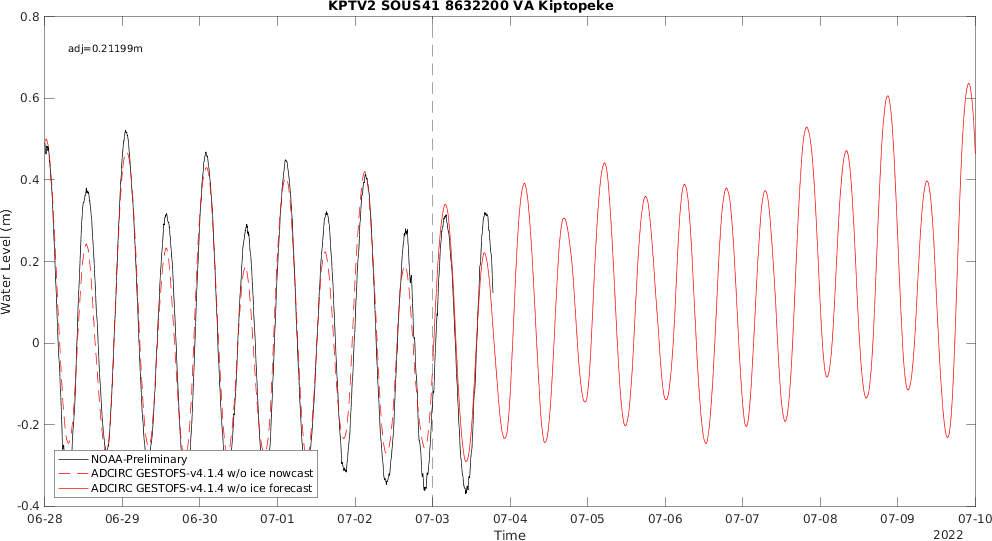 KPTV2 SOUS41 8632200 VA Kiptopeke
0.8
adj=0.21199m
0.6
0.4
0.2
0
-0.2
-0.4
Water Level (m)
NOAA-Preliminary
ADCIRC GESTOFS-v4.1.4 w/o ice nowcast
ADCIRC GESTOFS-v4.1.4 w/o ice forecast
06-28 06-29 06-30 07-01 07-02 07-03 07-04 07-05 07-06 07-07 07-08 07-09 07-10
Time
2022